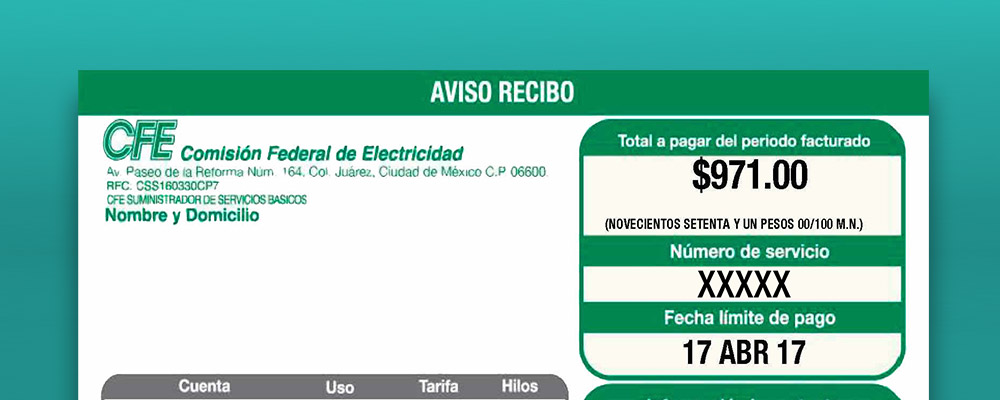 AVISO RECIBO
CFE Comisión Federal de Electricidad
Av. Paseo de la Reforma Núm. 164, Col. Juárez, Ciudad de México C.P 06600.
RFC. CSS160330CP7
CFE SUMINISTRADOR DE SERVICIOS BASICOS
Nombre y Domicilio
Total a pagar del periodo facturado
$971.00
(NOVECIENTOS SETENTA Y UN PESOS 00/100 M.N.)
Número de servicio
XXXXX
Fecha límite de pago
17 ABR 17
Cuenta Uso Tarifa Hilos